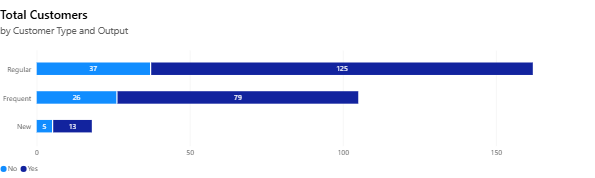 Total Customers
by Customer Type and Output
Regular 37 125
Frequent 26 79
New 5 13
0 50 100 150
No Yes